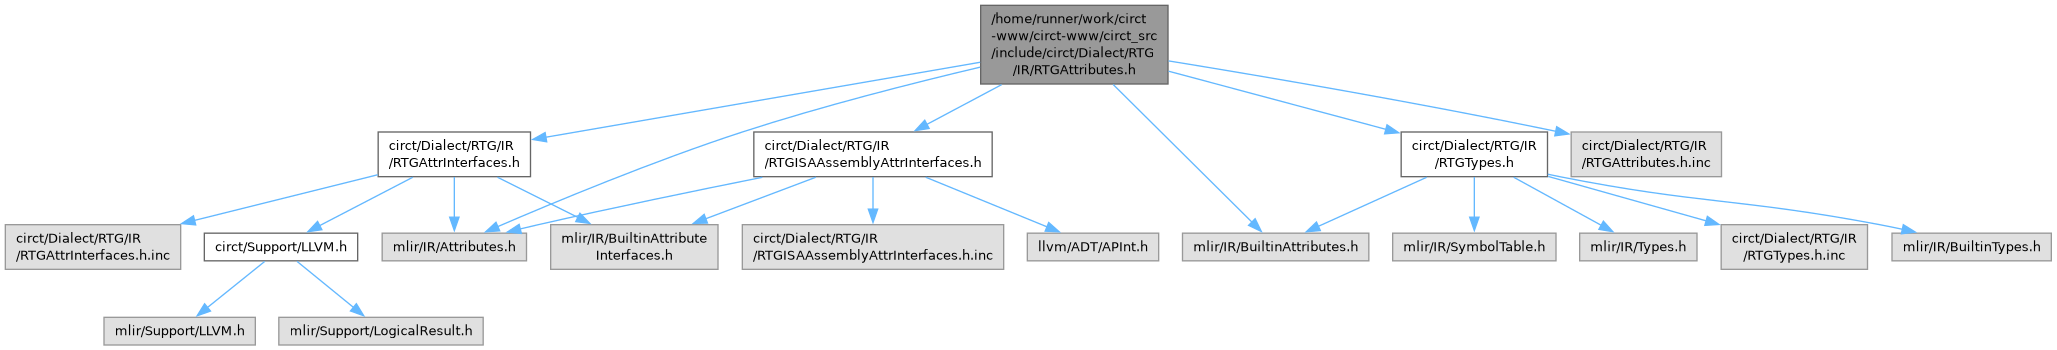 /home/runner/work/circt
-www/circt-www/circt_src
/include/circt/Dialect/RTG
/IR/RTGAttributes.h
circt/Dialect/RTG/IR
/RTGAttrInterfaces.h
circt/Dialect/RTG/IR
/RTGISAAssemblyAttrInterfaces.h
circt/Dialect/RTG/IR
/RTGTypes.h
circt/Dialect/RTG/IR
/RTGAttributes.h.inc
circt/Dialect/RTG/IR
/RTGAttrInterfaces.h.inc
circt/Support/LLVM.h
mlir/IR/Attributes.h
mlir/IR/BuiltinAttribute
Interfaces.h
circt/Dialect/RTG/IR
/RTGISAAssemblyAttrInterfaces.h.inc
llvm/ADT/APInt.h
mlir/IR/BuiltinAttributes.h
mlir/IR/SymbolTable.h
mlir/IR/Types.h
circt/Dialect/RTG/IR
/RTGTypes.h.inc
mlir/IR/BuiltinTypes.h
mlir/Support/LLVM.h
mlir/Support/LogicalResult.h